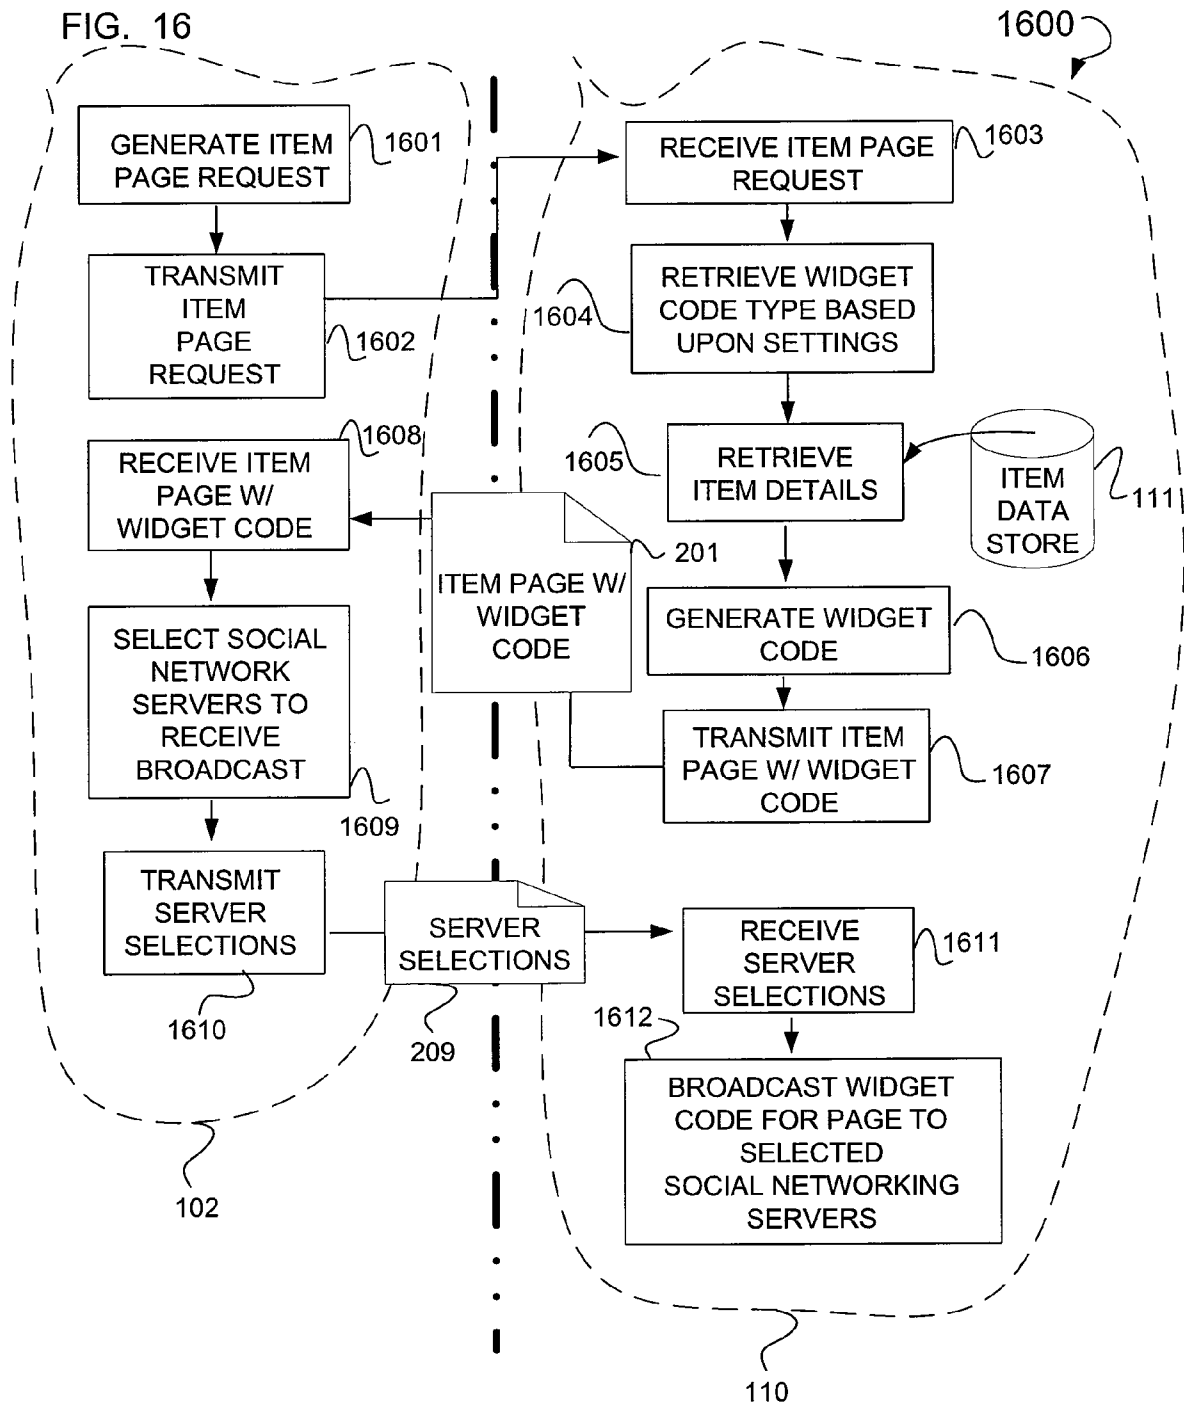 FIG. 16
1600
GENERATE ITEM
PAGE REQUEST
1601
TRANSMIT
ITEM
PAGE
REQUEST
1602
RECEIVE ITEM PAGE
REQUEST
1603
RETRIEVE WIDGET
CODE TYPE BASED
UPON SETTINGS
1604
RETRIEVE
ITEM DETAILS
1605
ITEM
DATA
STORE
111
GENERATE WIDGET
CODE
1606
TRANSMIT ITEM
PAGE W/ WIDGET
CODE
1607
ITEM PAGE W/
WIDGET
CODE
201
1608
RECEIVE ITEM
PAGE W/
WIDGET CODE
SELECT SOCIAL
NETWORK
SERVERS TO
RECEIVE
BROADCAST
1609
TRANSMIT
SERVER
SELECTIONS
1610
SERVER
SELECTIONS
209
RECEIVE
SERVER
SELECTIONS
1611
1612
BROADCAST WIDGET
CODE FOR PAGE TO
SELECTED
SOCIAL NETWORKING
SERVERS
102
110